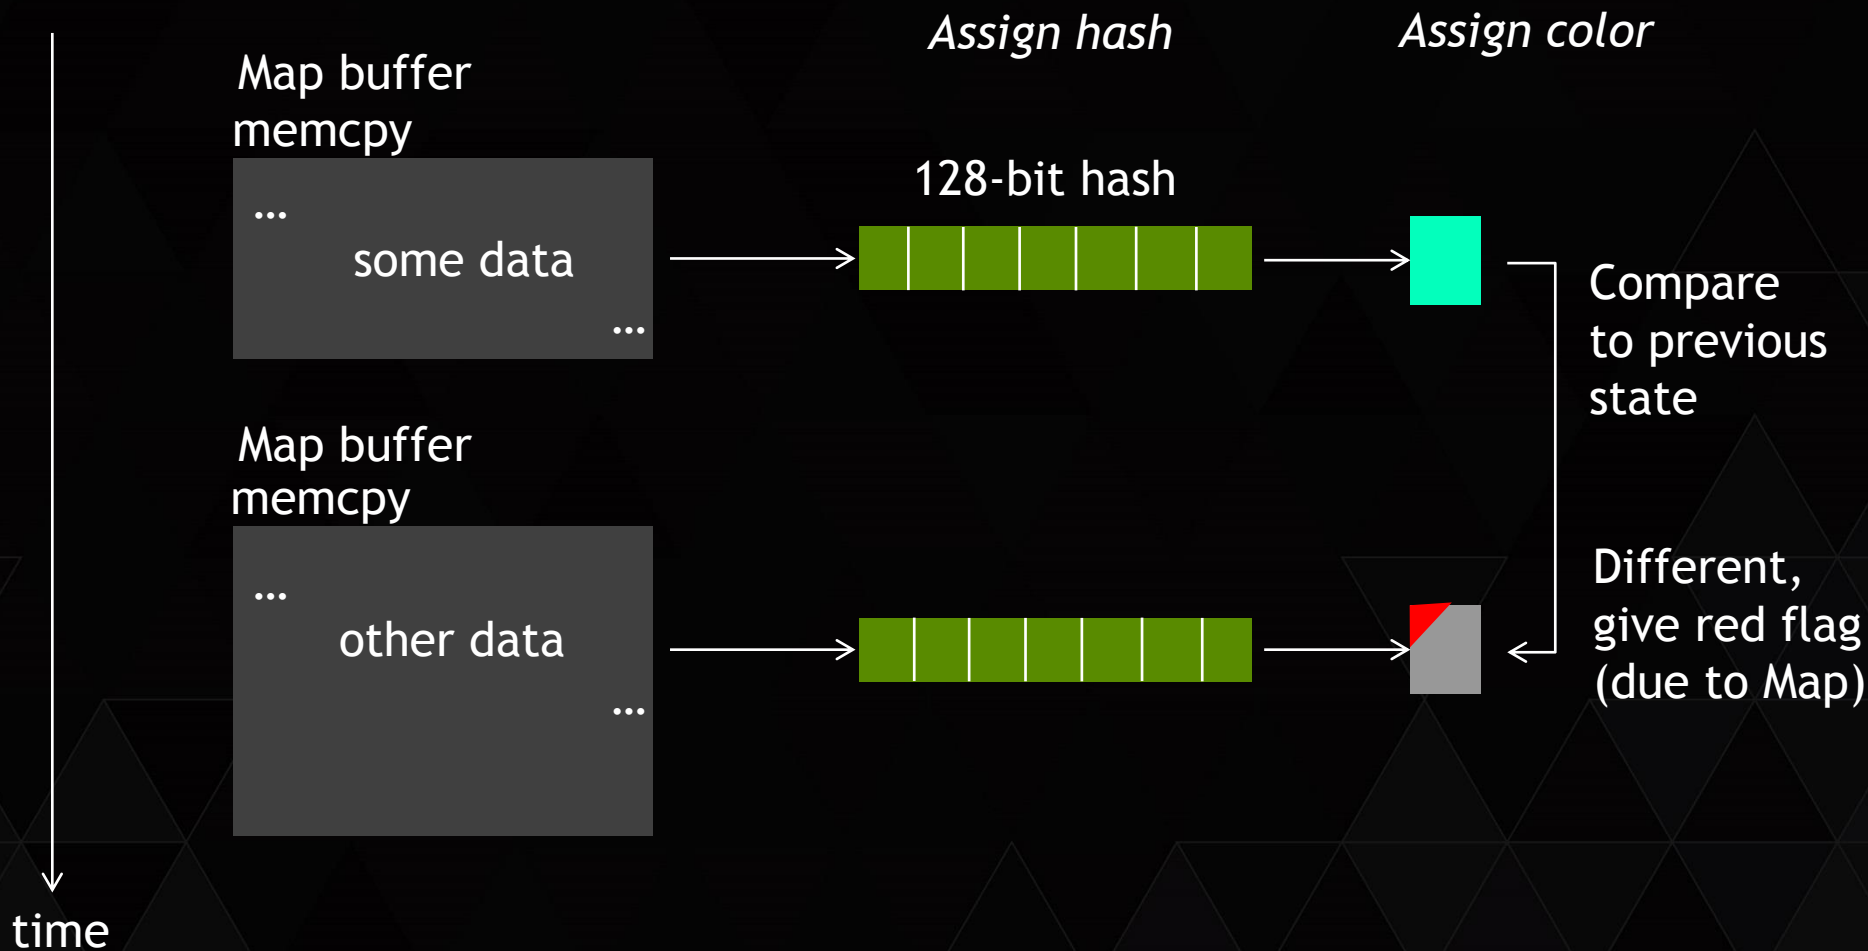 Assign hash
Assign color
Map buffer
memcpy
128-bit hash
...
some data
...
Compare
to previous
state
Map buffer
memcpy
...
other data
...
Different,
give red flag
(due to Map)
time